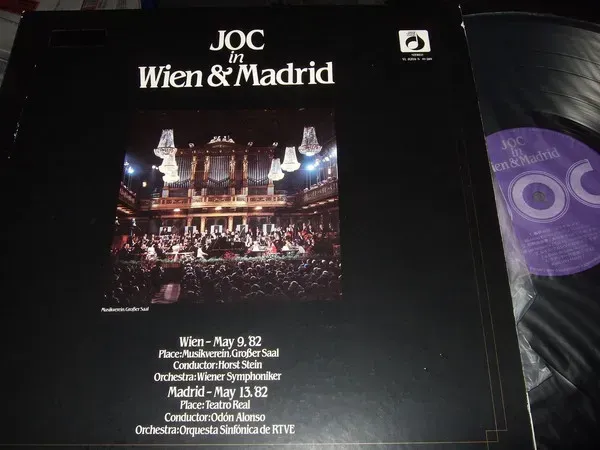 JOC
in
Wien & Madrid
Musikverein.Großer Saal
Wien – May 9,'82
Place:Musikverein.Großer Saal
Conductor:Horst Stein
Orchestra:Wiener Symphoniker
Madrid – May 13.'82
Place:Teatro Real
Conductor:Odón Alonso
Orchestra:Orquesta Sinfónica de RTVE
JOC
in
ien & Madrid
OC